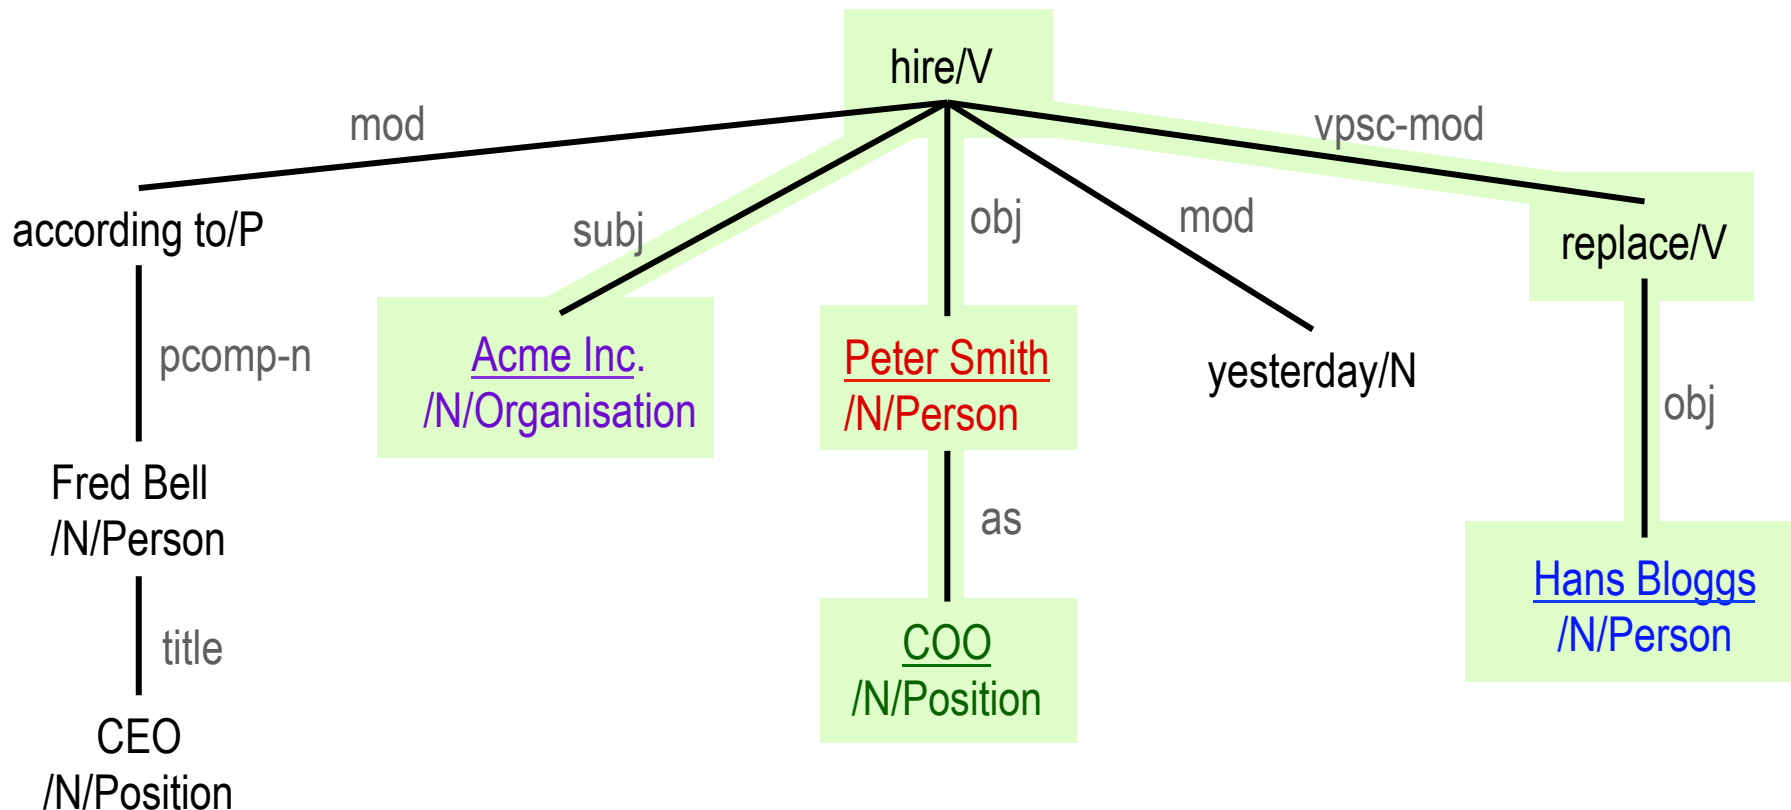 hire/V
mod
vpsc-mod
subj
obj
mod
according to/P
replace/V
pcomp-n
Acme Inc.
/N/Organisation
Peter Smith
/N/Person
yesterday/N
obj
Fred Bell
/N/Person
as
Hans Bloggs
/N/Person
title
COO
/N/Position
CEO
/N/Position